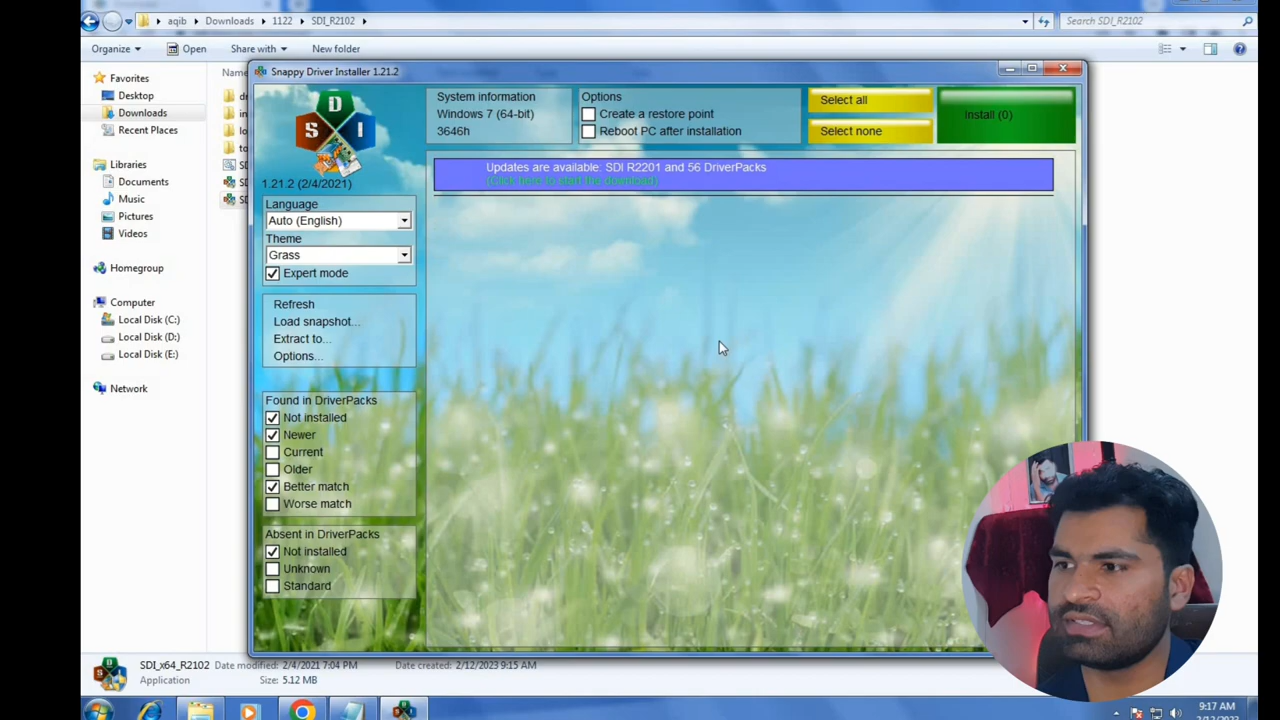 aqib
Downloads
1122
SDI_R2102
Search SDI_R2102
Organize
Open
Share with
New folder
Favorites
Desktop
Downloads
Recent Places
Libraries
Documents
Music
Pictures
Videos
Homegroup
Computer
Local Disk (C:)
Local Disk (D:)
Local Disk (E:)
Network
Snappy Driver Installer 1.21.2
D
S
I
1.21.2 (2/4/2021)
System information
Windows 7 (64-bit)
3646h
Options
Create a restore point
Reboot PC after installation
Select all
Select none
Install (0)
Updates are available: SDI R2201 and 56 DriverPacks
(Click here to start the download)
Language
Auto (English)
Theme
Grass
Expert mode
Refresh
Load snapshot...
Extract to...
Options...
Found in DriverPacks
Not installed
Newer
Current
Older
Better match
Worse match
Absent in DriverPacks
Not installed
Unknown
Standard
SDI_x64_R2102 Date modified: 2/4/2021 7:04 PM Date created: 2/12/2023 9:15 AM
Application Size: 5.12 MB
9:17 AM